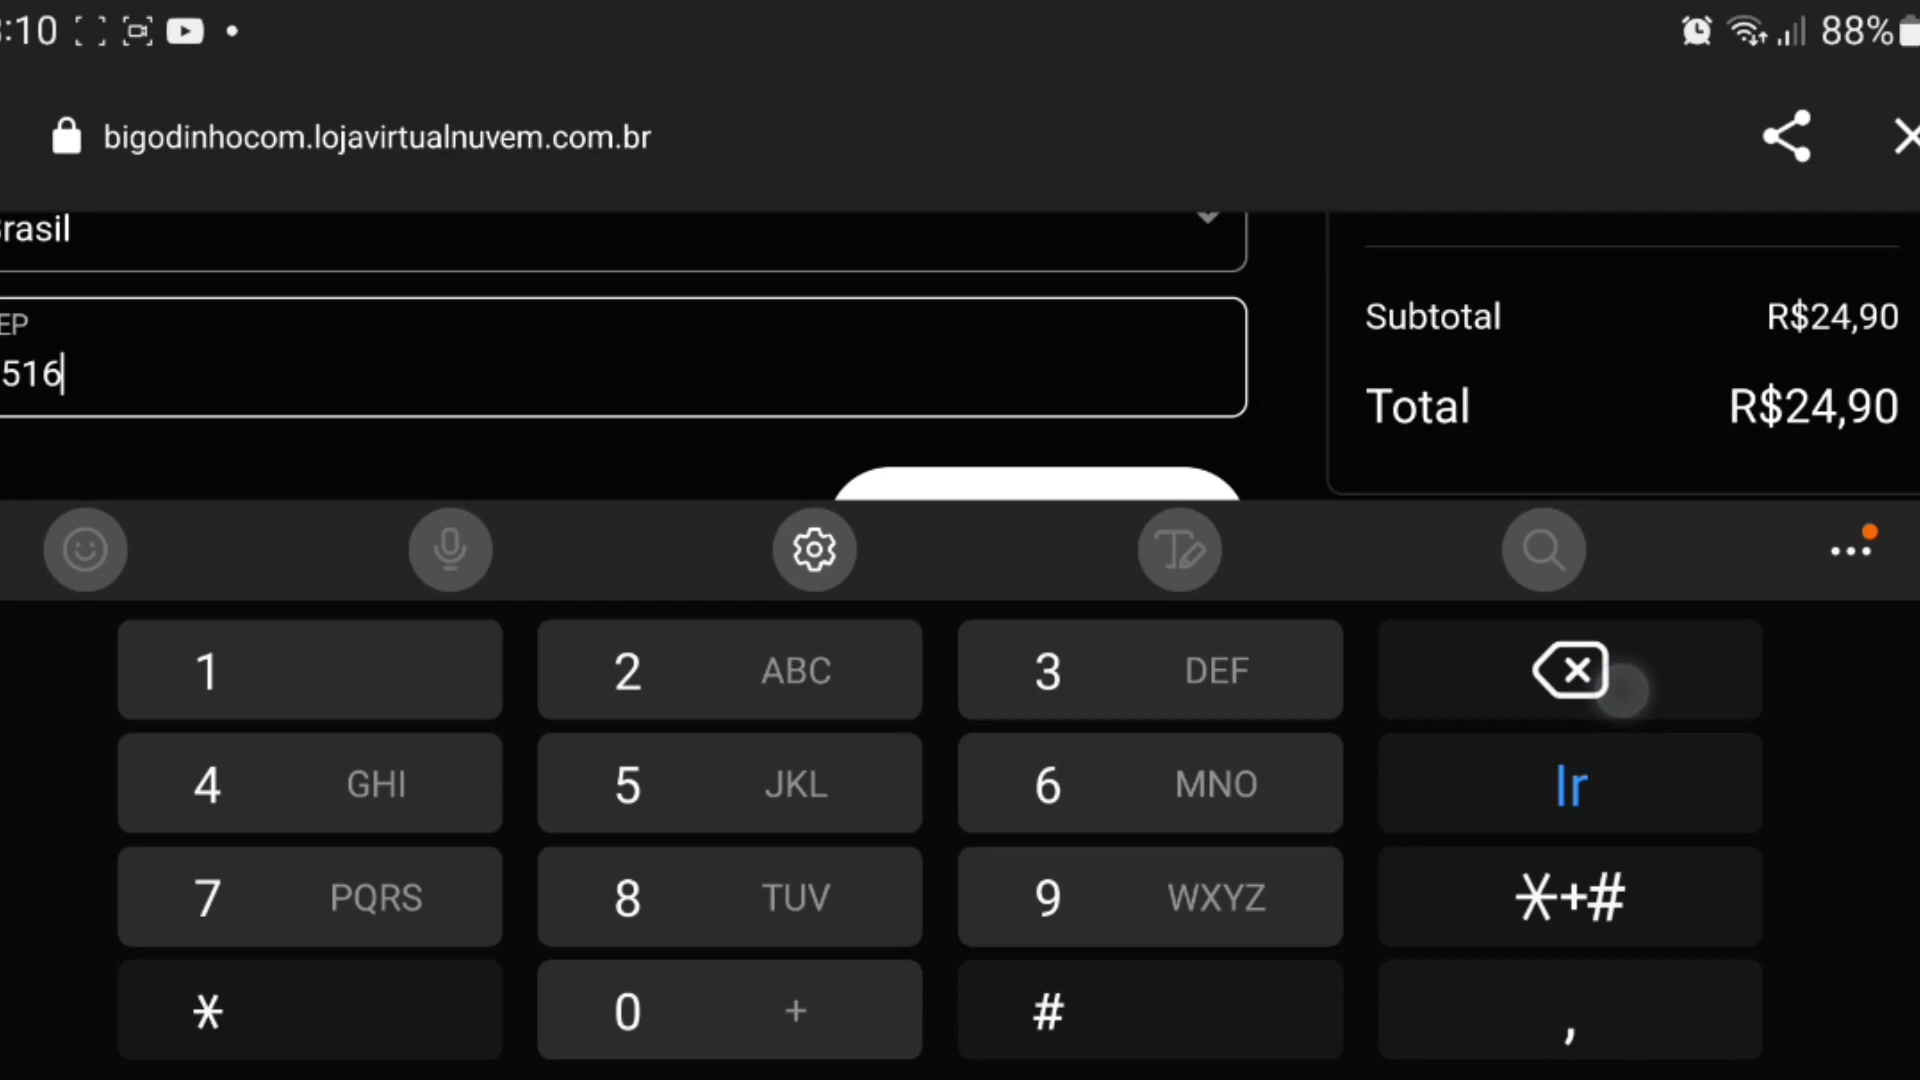 :10
88%
bigodinhocom.lojavirtualnuvem.com.br
rasil
EP
516
Subtotal R$24,90
Total R$24,90
1
2 ABC
3 DEF
4 GHI
5 JKL
6 MNO
Ir
7 PQRS
8 TUV
9 WXYZ
*+#
*
0 +
#
,